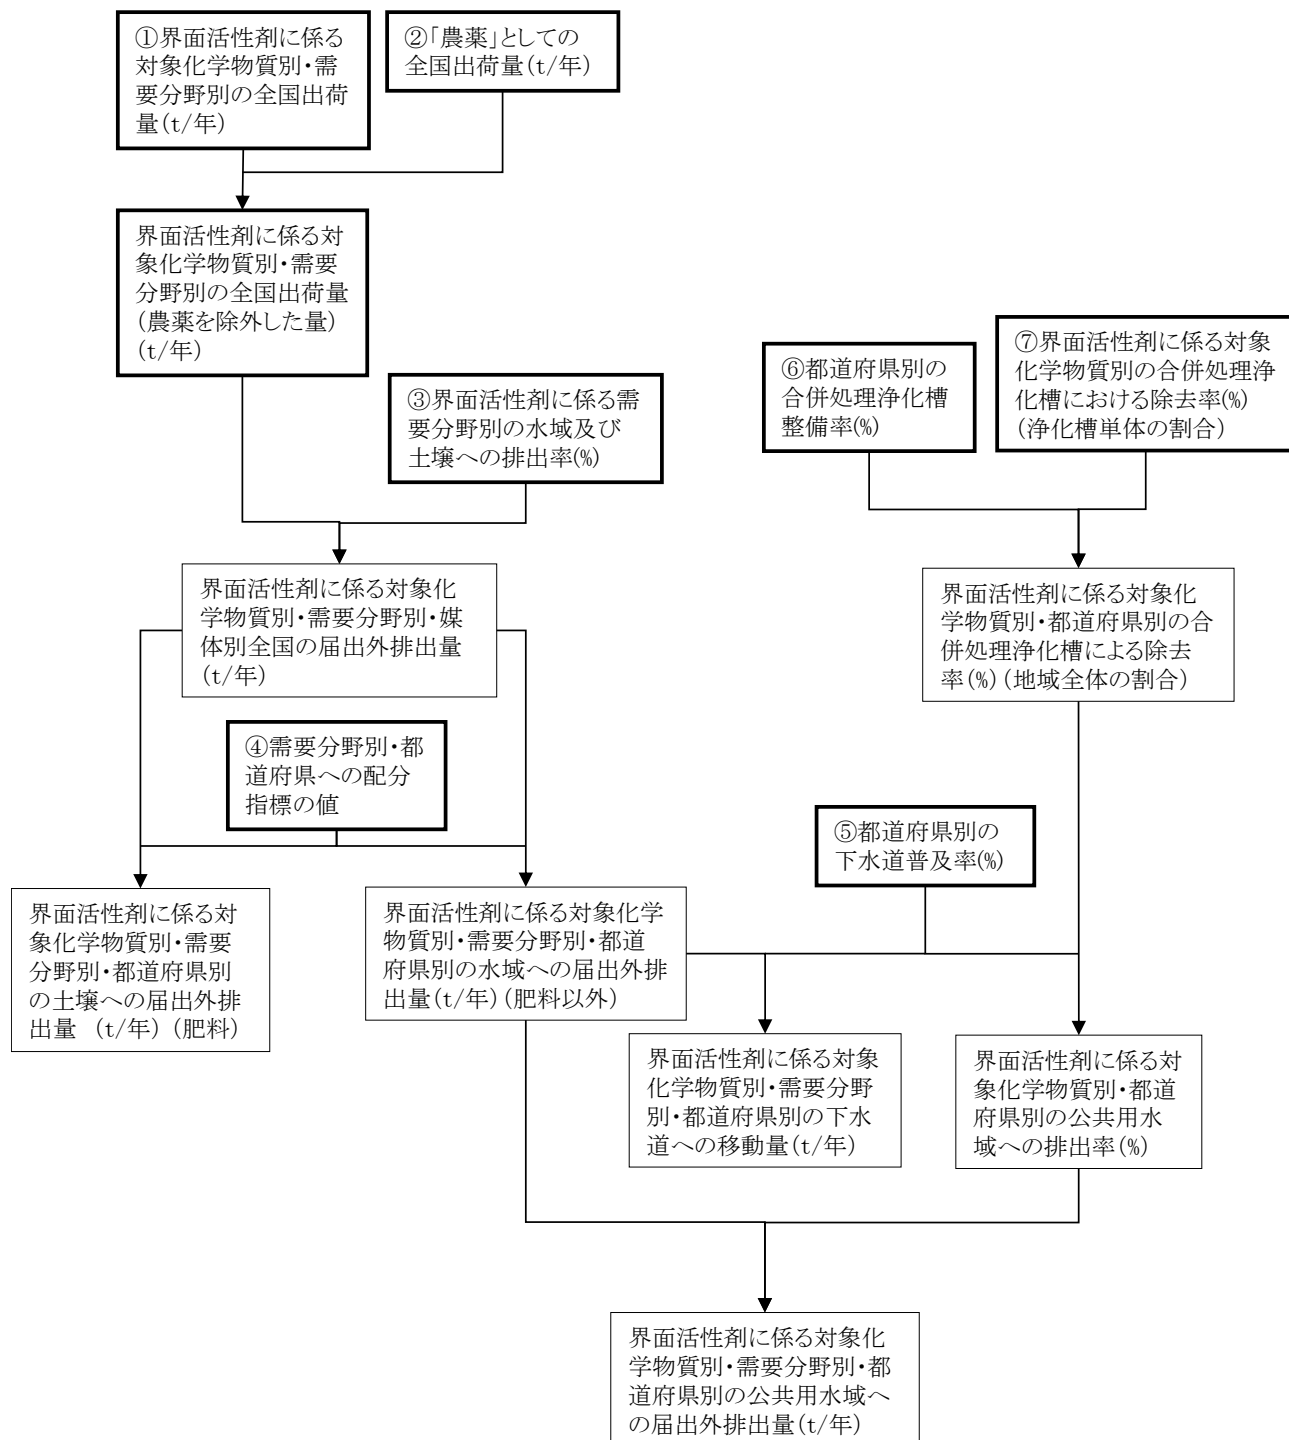 ①界面活性剤に係る
対象化学物質別・需
要分野別の全国出荷
量(t/年)
②「農薬」としての
全国出荷量(t/年)
界面活性剤に係る対
象化学物質別・需要
分野別の全国出荷量
(農薬を除外した量)
(t/年)
③界面活性剤に係る需
要分野別の水域及び
土壌への排出率(%)
⑥都道府県別の
合併処理浄化槽
整備率(%)
⑦界面活性剤に係る対象
化学物質別の合併処理浄
化槽における除去率(%)
(浄化槽単体の割合)
界面活性剤に係る対象化
学物質別・需要分野別・媒
体別全国の届出外排出量
(t/年)
界面活性剤に係る対象化
学物質別・都道府県別の合
併処理浄化槽による除去
率(%)(地域全体の割合)
④需要分野別・都
道府県への配分
指標の値
⑤都道府県別の
下水道普及率(%)
界面活性剤に係る対
象化学物質別・需要
分野別・都道府県別
の土壌への届出外排
出量 (t/年)(肥料)
界面活性剤に係る対象化学
物質別・需要分野別・都道
府県別の水域への届出外排
出量(t/年)(肥料以外)
界面活性剤に係る対象
化学物質別・需要分野
別・都道府県別の下水
道への移動量(t/年)
界面活性剤に係る対
象化学物質別・都道
府県別の公共用水
域への排出率(%)
界面活性剤に係る対象化
学物質別・需要分野別・都
道府県別の公共用水域へ
の届出外排出量(t/年)